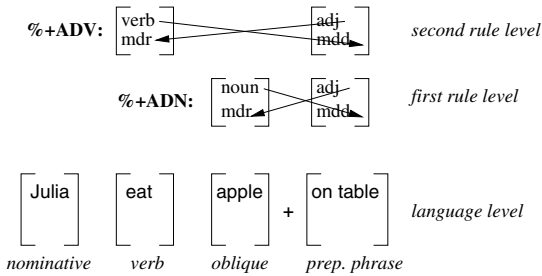 %+ADV: verb adj second rule level
mdr mdd
%+ADN: noun adj first rule level
mdr mdd
Julia eat apple + on table language level
nominative verb oblique prep. phrase